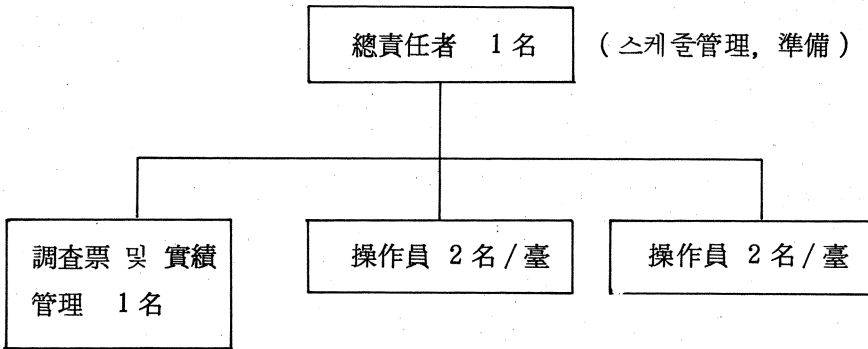 總責任者 1名 (스케줄管理, 準備)
調査票 및 實績
管理 1名
操作員 2名/臺
操作員 2名/臺